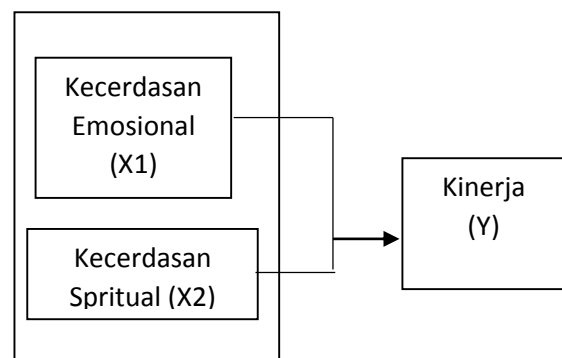 Kecerdasan
Emosional
(X1)
Kinerja
(Y)
Kecerdasan
Spritual (X2)